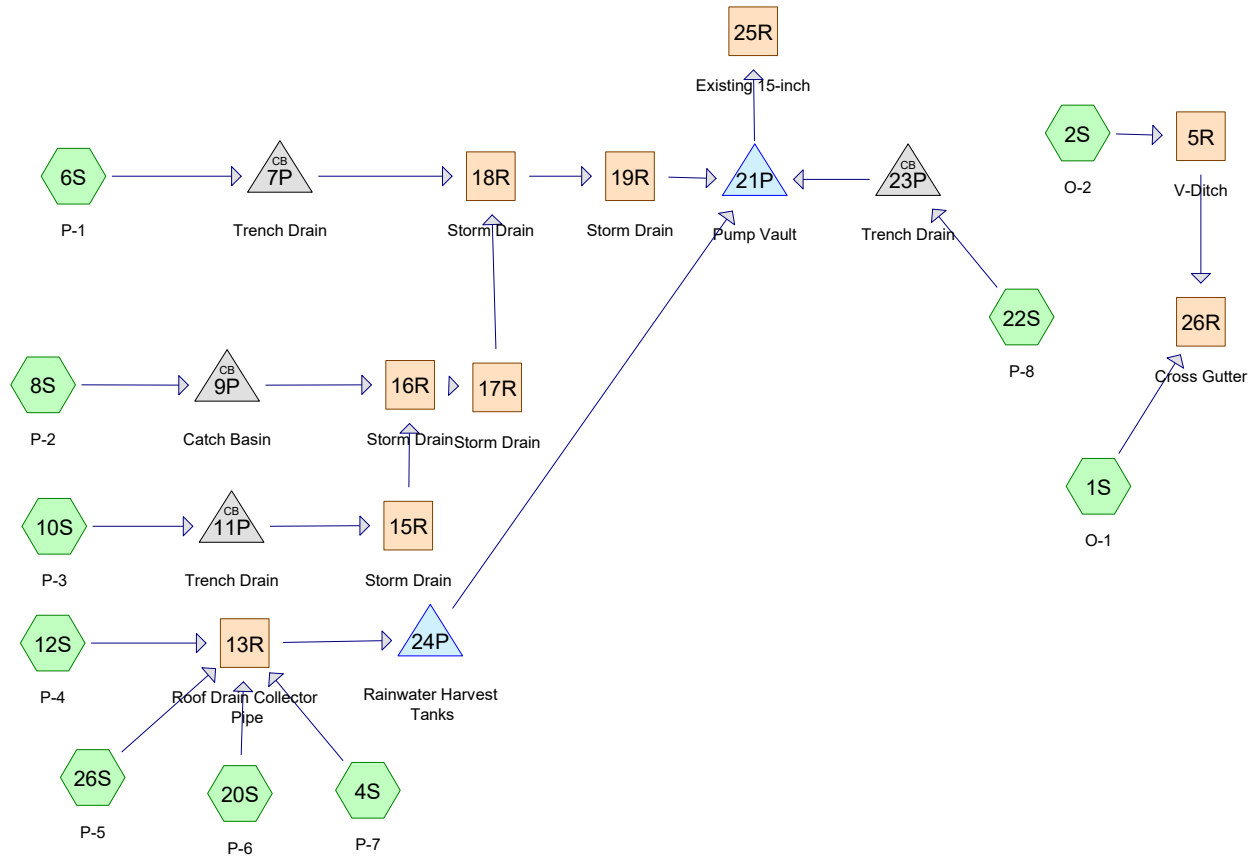 25R
Existing 15-inch
6S
P-1
CB
7P
Trench Drain
18R
Storm Drain
19R
Storm Drain
21P
Pump Vault
CB
23P
Trench Drain
2S
O-2
5R
V-Ditch
22S
P-8
26R
Cross Gutter
8S
P-2
CB
9P
Catch Basin
16R
Storm Drain
17R
Storm Drain
1S
O-1
10S
P-3
CB
11P
Trench Drain
15R
Storm Drain
12S
P-4
13R
Roof Drain Collector
Pipe
24P
Rainwater Harvest
Tanks
26S
P-5
20S
P-6
4S
P-7